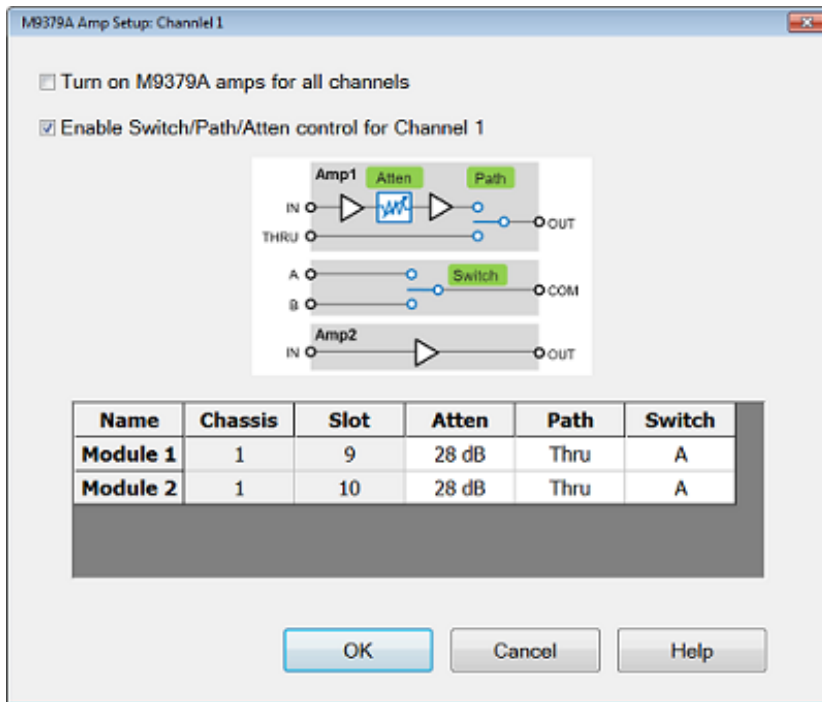 M9379A Amp Setup: Channlel 1
Turn on M9379A amps for all channels
Enable Switch/Path/Atten control for Channel 1
Amp1 Atten Path
IN
OUT
THRU
A Switch
COM
B
Amp2
IN OUT
Name Chassis Slot Atten Path Switch
Module 1 1 9 28 dB Thru A
Module 2 1 10 28 dB Thru A
OK Cancel Help